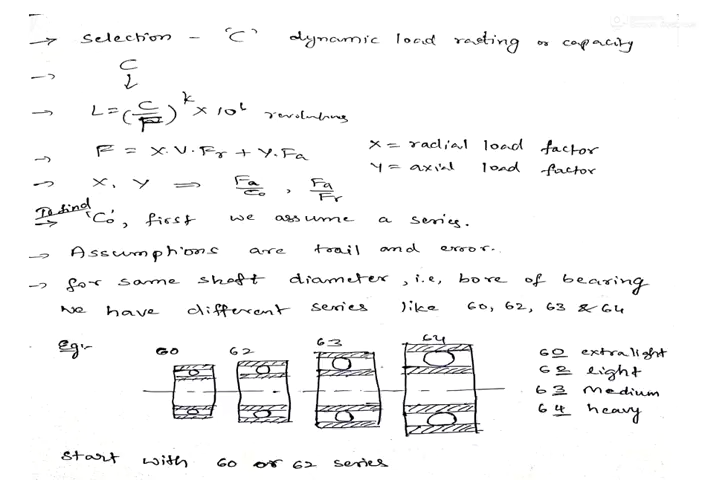 → Selection - 'C' dynamic load racting or capacity
→ C
↓
→ L = (C/F)^k × 10^6 revolutions
→ F = X.V.Fr + Y.Fa
X = radial load factor
Y = axial load factor
→ X, Y ⇒ Fa/Co , Fa/Fr
To find
→ 'Co', first we assume a series.
→ Assumptions are trail and error.
→ for same shaft diameter, i.e, bore of bearing
we have different series like 60, 62, 63 & 64
Eg:-
60 62 63 64
60 extralight
62 light
63 Medium
64 heavy
start with 60 or 62 series